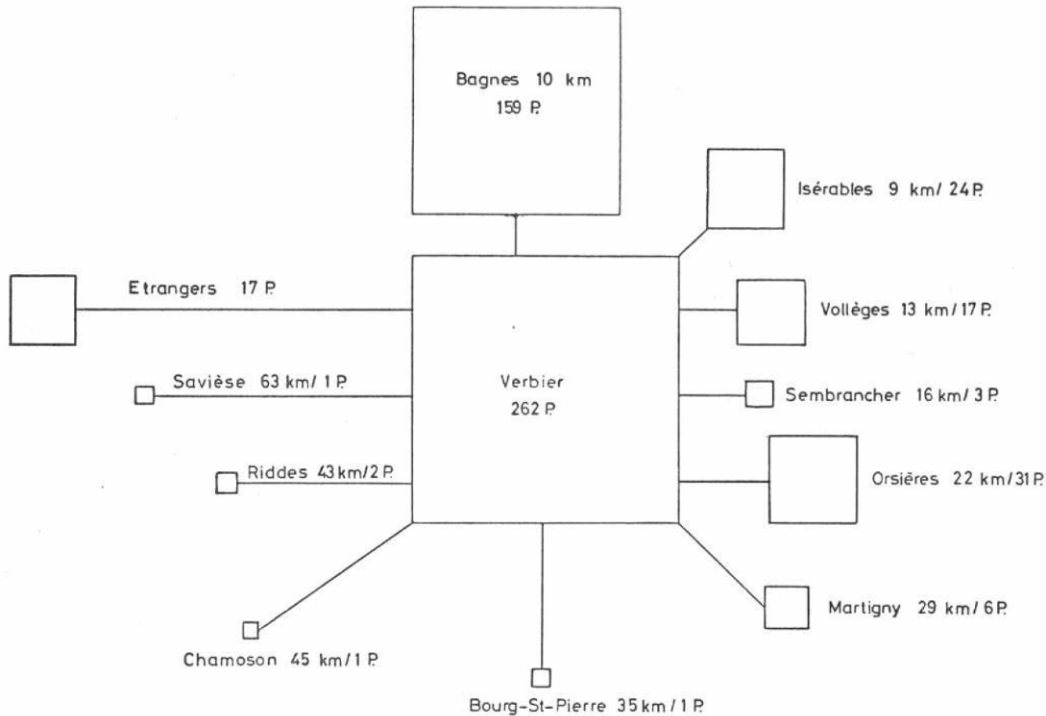 Bagnes 10 km
159 P.
Isérables 9 km/ 24 P.
Etrangers 17 P.
Vollèges 13 km/17 P.
Savièse 63 km/ 1 P.
Verbier
262 P.
Sembrancher 16 km/ 3 P.
Riddes 43 km/2 P.
Orsières 22 km/31 P.
Martigny 29 km/ 6 P.
Chamoson 45 km/1 P.
Bourg-St-Pierre 35 km/1 P.